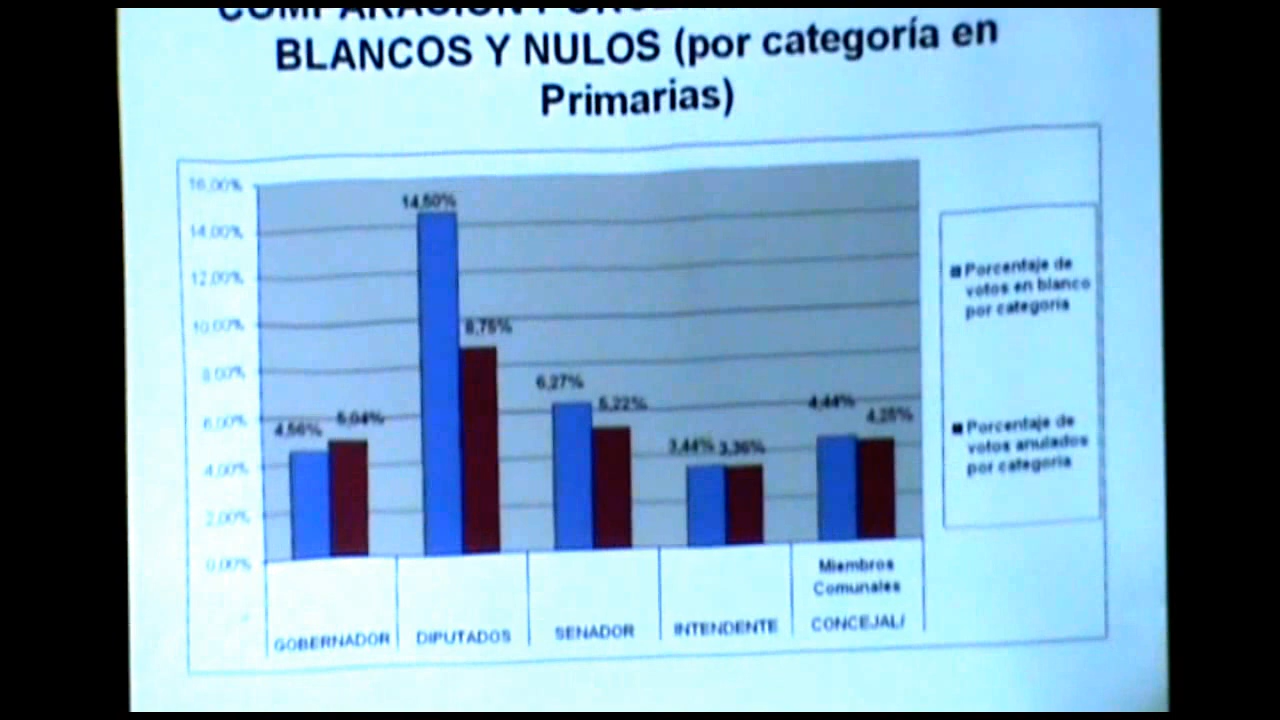 BLANCOS Y NULOS (por categoría en
Primarias)
16,00%
14,00%
12,00%
10,00%
8,00%
6,00%
4,00%
2,00%
0,00%
4,56%
5,04%
14,50%
8,75%
6,27%
5,22%
3,44%
3,36%
4,44%
4,25%
GOBERNADOR
DIPUTADOS
SENADOR
INTENDENTE
Miembros
Comunales
CONCEJAL/
Porcentaje de
votos en blanco
por categoria
Porcentaje de
votos anulados
por categoria